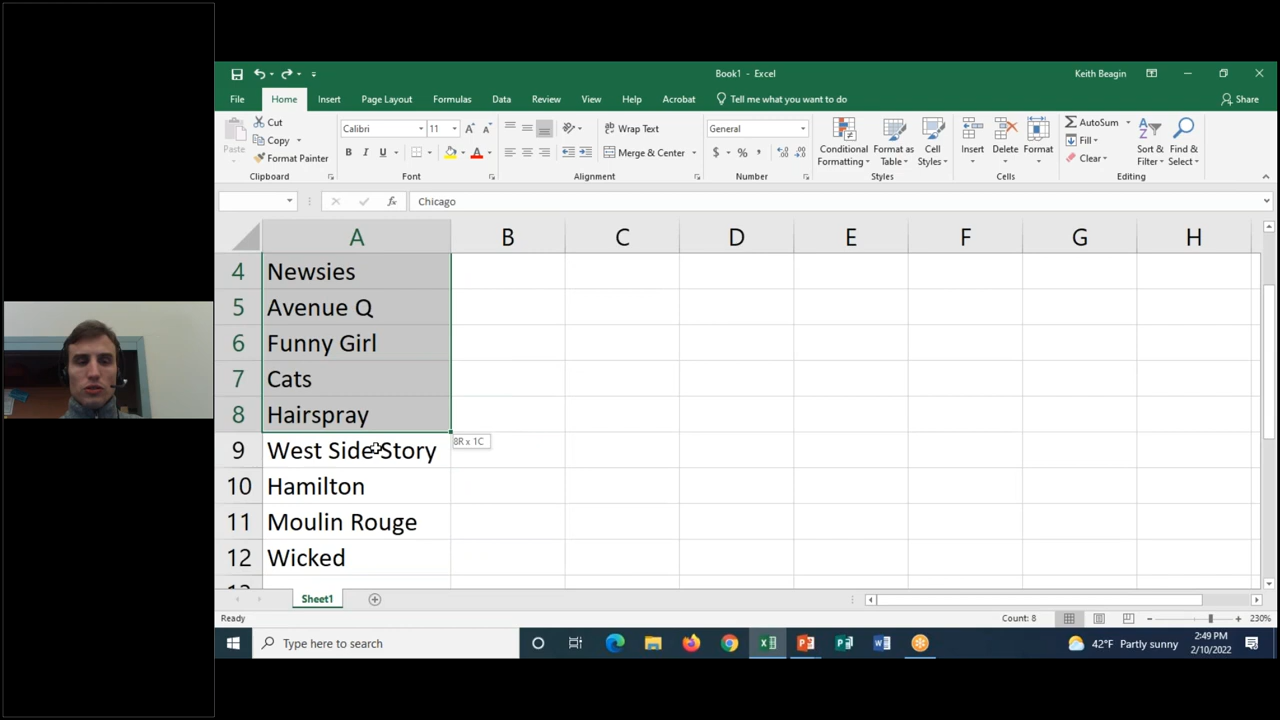 Book1 - Excel
Keith Beagin
File Home Insert Page Layout Formulas Data Review View Help Acrobat Tell me what you want to do Share
Paste
Cut
Copy
Format Painter
Calibri 11
B I U A
Wrap Text
Merge & Center
General
$ % ,
Conditional Formatting
Format as Table
Cell Styles
Insert
Delete
Format
AutoSum
Fill
Clear
Sort & Filter
Find & Select
Clipboard Font Alignment Number Styles Cells Editing
fx Chicago
A B C D E F G H
4 Newsies
5 Avenue Q
6 Funny Girl
7 Cats
8 Hairspray
8R x 1C
9 West Side Story
10 Hamilton
11 Moulin Rouge
12 Wicked
Sheet1
Ready Count: 8 230%
Type here to search
42°F Partly sunny
2:49 PM
2/10/2022